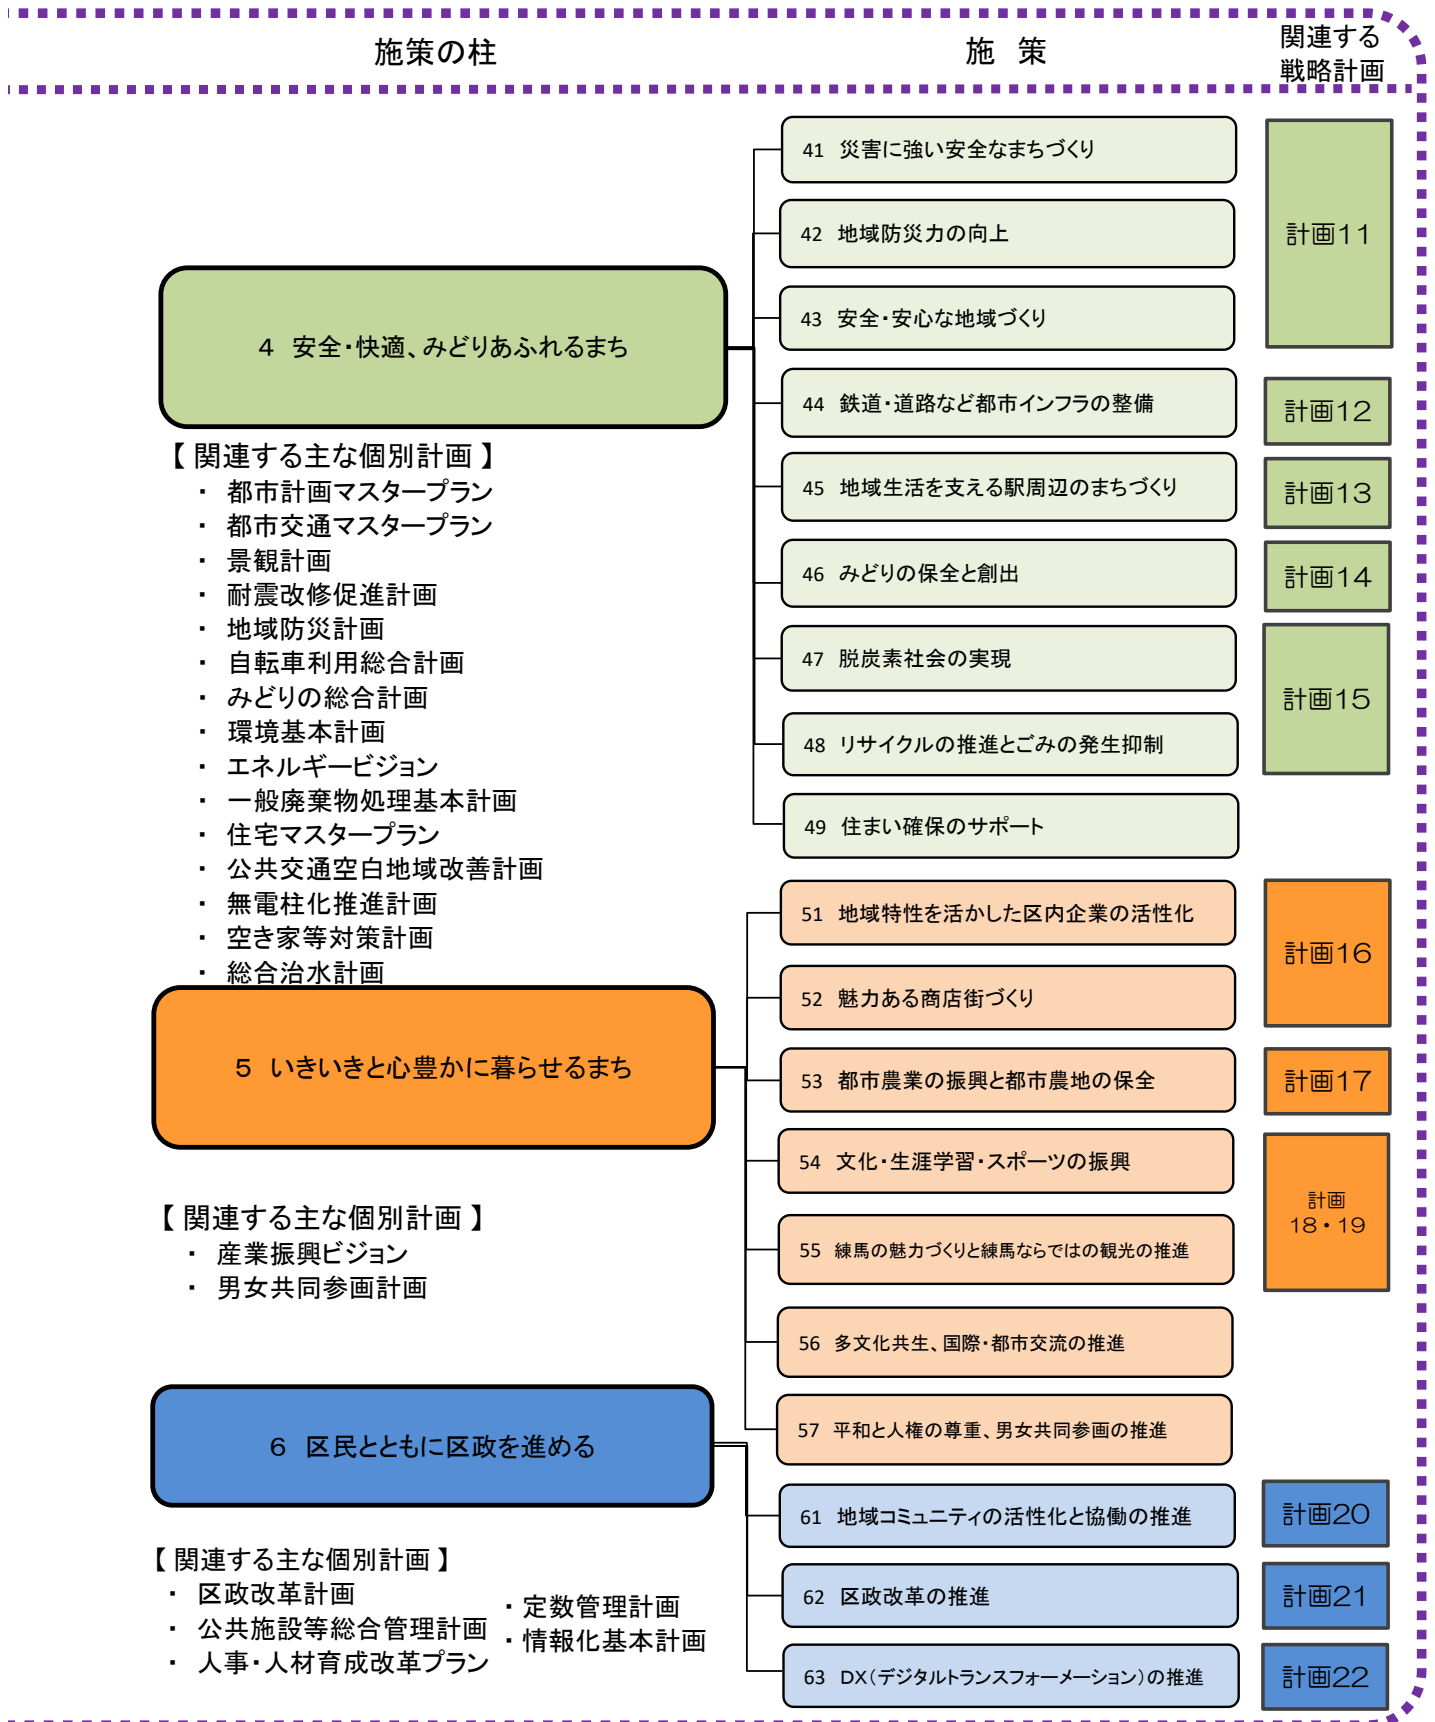 施策の柱
施　策
関連する
戦略計画
４　安全・快適、みどりあふれるまち
【 関連する主な個別計画 】
・ 都市計画マスタープラン
・ 都市交通マスタープラン
・ 景観計画
・ 耐震改修促進計画
・ 地域防災計画
・ 自転車利用総合計画
・ みどりの総合計画
・ 環境基本計画
・ エネルギービジョン
・ 一般廃棄物処理基本計画
・ 住宅マスタープラン
・ 公共交通空白地域改善計画
・ 無電柱化推進計画
・ 空き家等対策計画
・ 総合治水計画
41 災害に強い安全なまちづくり
42 地域防災力の向上
43 安全・安心な地域づくり
44 鉄道・道路など都市インフラの整備
45 地域生活を支える駅周辺のまちづくり
46 みどりの保全と創出
47 脱炭素社会の実現
48 リサイクルの推進とごみの発生抑制
49 住まい確保のサポート
計画１１
計画１２
計画１３
計画１４
計画１５
５　いきいきと心豊かに暮らせるまち
【 関連する主な個別計画 】
・ 産業振興ビジョン
・ 男女共同参画計画
51 地域特性を活かした区内企業の活性化
52 魅力ある商店街づくり
53 都市農業の振興と都市農地の保全
54 文化・生涯学習・スポーツの振興
55 練馬の魅力づくりと練馬ならではの観光の推進
56 多文化共生、国際・都市交流の推進
57 平和と人権の尊重、男女共同参画の推進
計画１６
計画１７
計画
１８・１９
６　区民とともに区政を進める
【 関連する主な個別計画 】
・ 区政改革計画
・ 公共施設等総合管理計画
・ 人事・人材育成改革プラン
・定数管理計画
・情報化基本計画
61 地域コミュニティの活性化と協働の推進
62 区政改革の推進
63 DX（デジタルトランスフォーメーション）の推進
計画２０
計画２１
計画２２